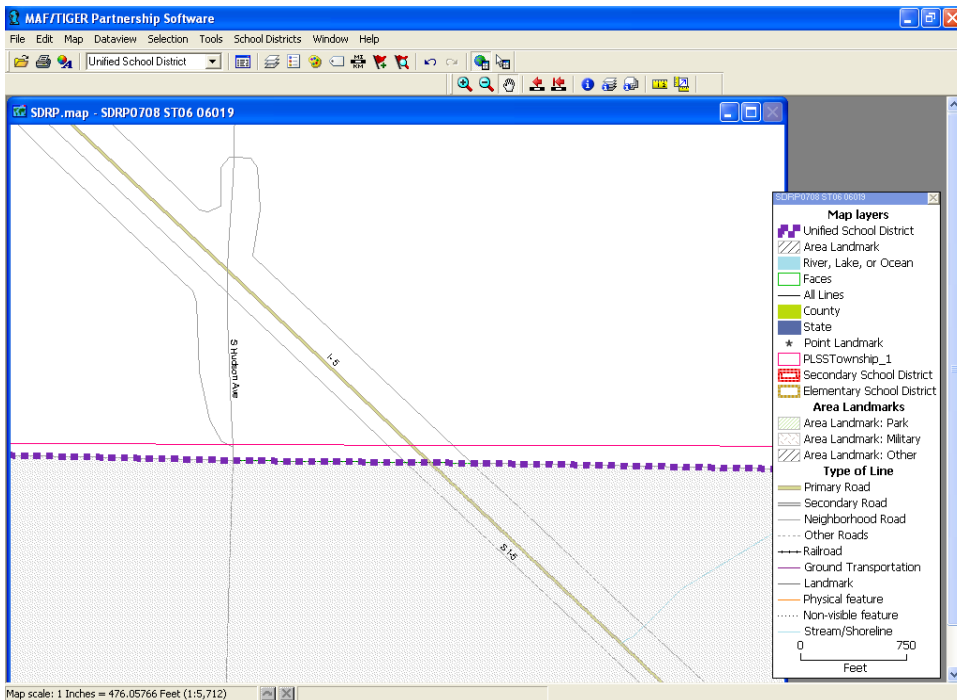 MAF/TIGER Partnership Software
File Edit Map Dataview Selection Tools School Districts Window Help
Unified School District
MI
KM
SDRP.map - SDRP0708 ST06 06019
I-5
S Hudson Ave
S I-5
SDRP0708 ST06 06019
Map layers
Unified School District
Area Landmark
River, Lake, or Ocean
Faces
All Lines
County
State
Point Landmark
PLSSTownship_1
Secondary School District
Elementary School District
Area Landmarks
Area Landmark: Park
Area Landmark: Military
Area Landmark: Other
Type of Line
Primary Road
Secondary Road
Neighborhood Road
Other Roads
Railroad
Ground Transportation
Landmark
Physical feature
Non-visible feature
Stream/Shoreline
0 750
Feet
Map scale: 1 Inches = 476.05766 Feet (1:5,712)